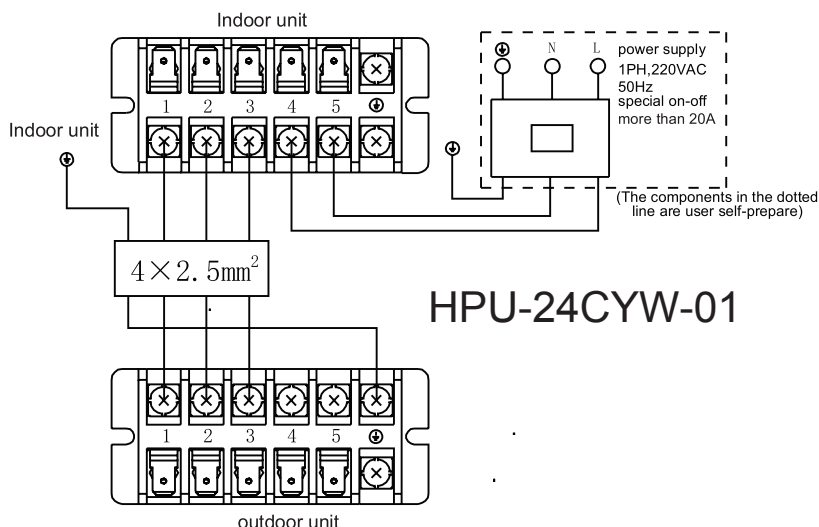 Indoor unit
N L power supply
1PH,220VAC
50Hz
special on-off
more than 20A
1 2 3 4 5
Indoor unit
(The components in the dotted
line are user self-prepare)
4×2.5mm²
HPU-24CYW-01
1 2 3 4 5
outdoor unit